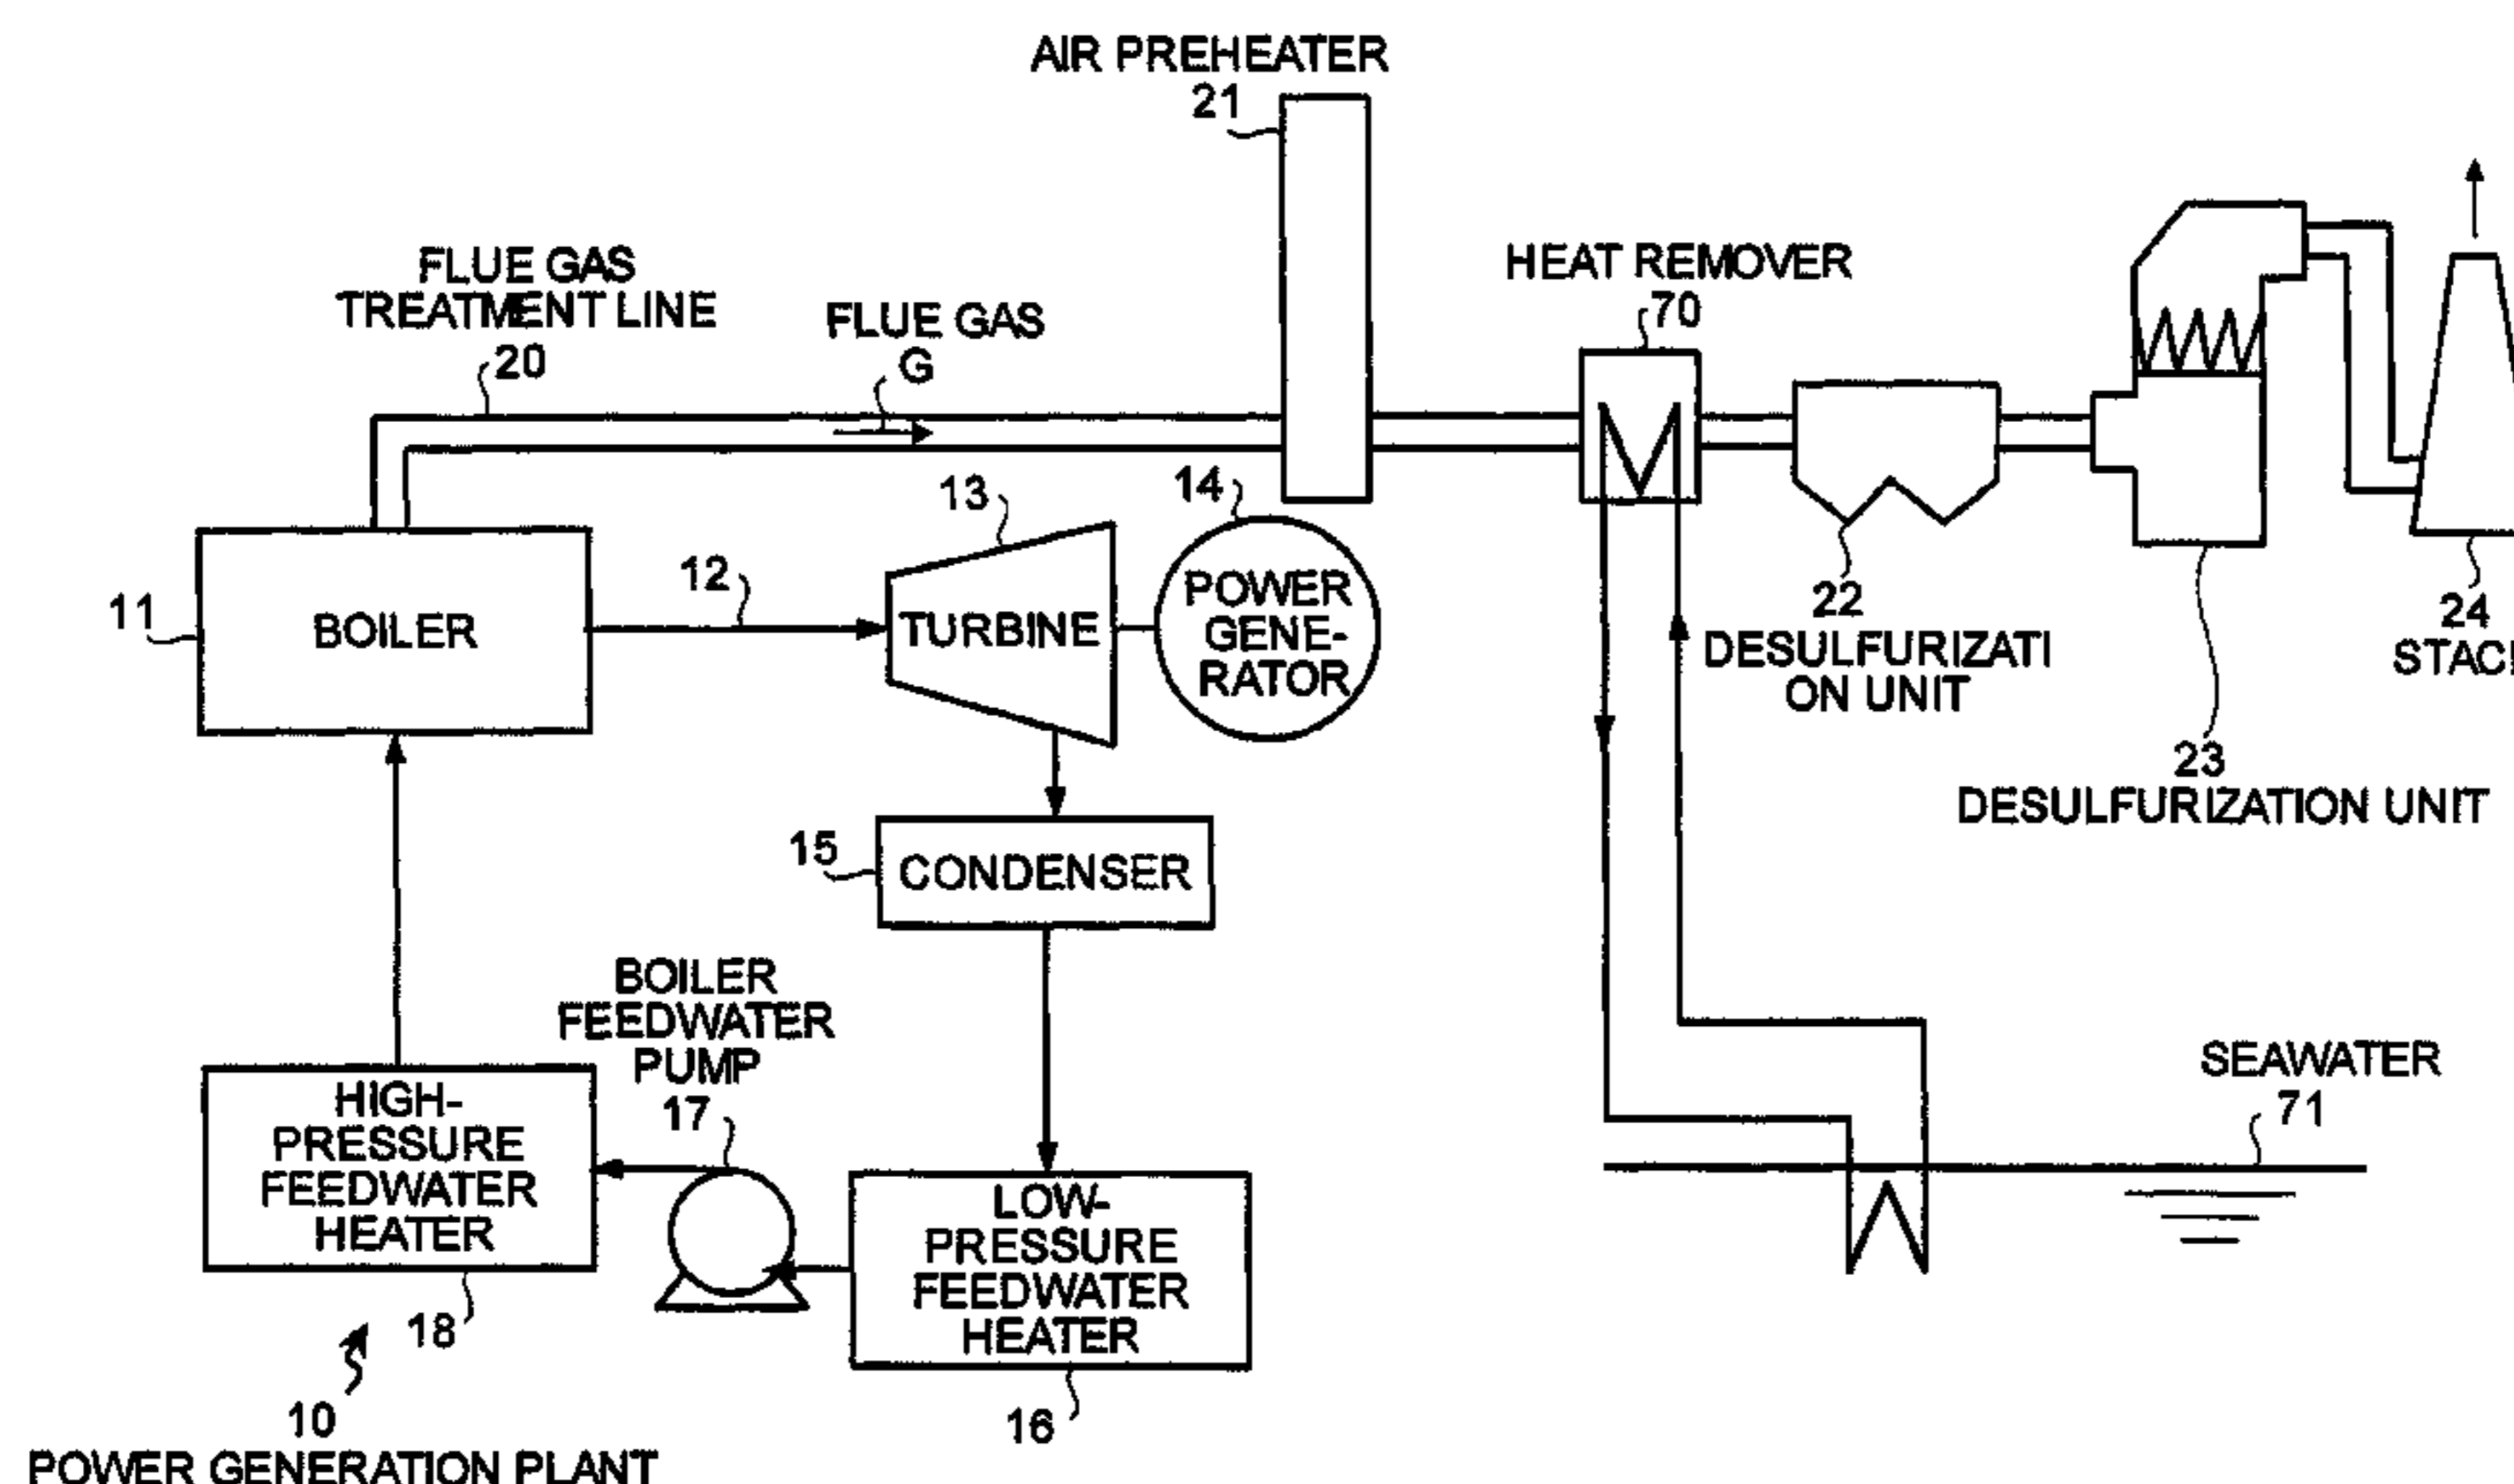 AIR PREHEATER
21
FLUE GAS
TREATMENT LINE
20
FLUE GAS
G
HEAT REMOVER
70
11
BOILER
12
13
TURBINE
14
POWER
GENE-
RATOR
22
DESULFURIZATI
ON UNIT
23
DESULFURIZATION UNIT
24
STAC
15
CONDENSER
BOILER
FEEDWATER
PUMP
17
HIGH-
PRESSURE
FEEDWATER
HEATER
18
LOW-
PRESSURE
FEEDWATER
HEATER
16
SEAWATER
71
10
POWER GENERATION PLANT